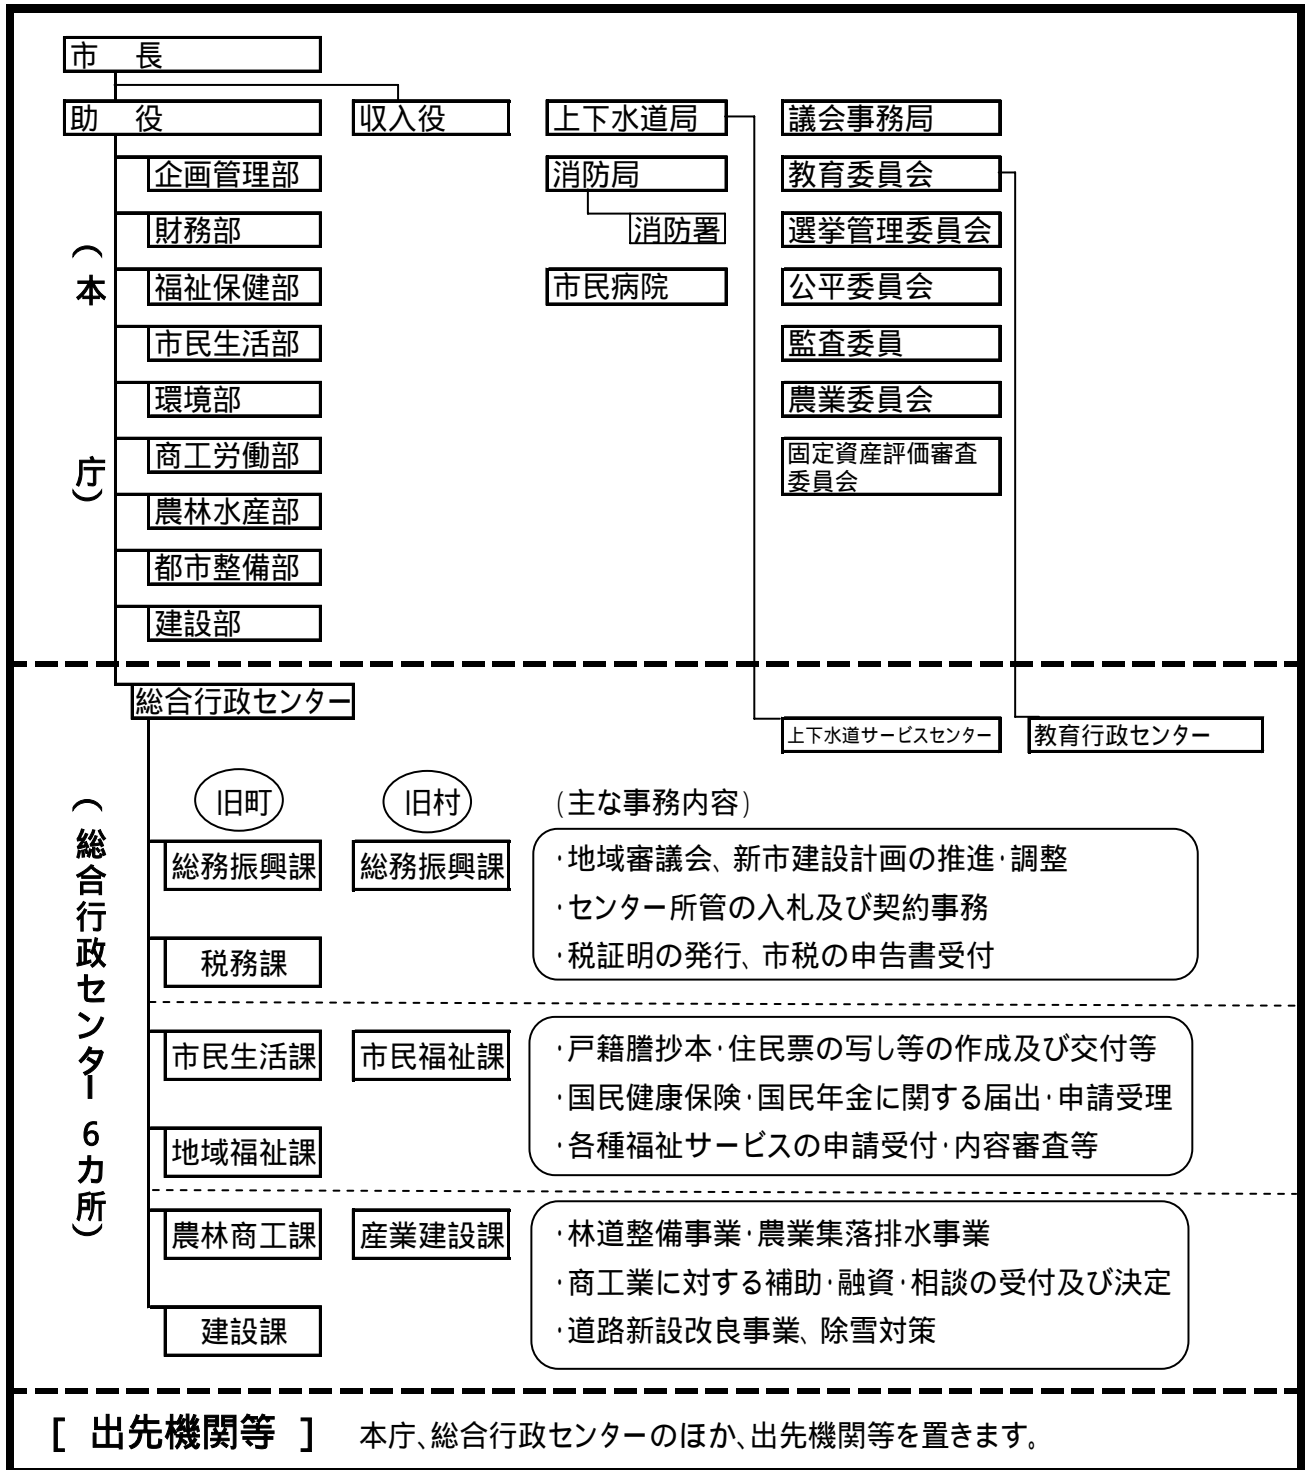 市　長
助　役
収入役
上下水道局
議会事務局
企画管理部
消防局
教育委員会
財務部
消防署
選挙管理委員会
福祉保健部
市民病院
公平委員会
市民生活部
監査委員
環境部
農業委員会
商工労働部
固定資産評価審査
委員会
農林水産部
都市整備部
建設部
（本　庁）
総合行政センター
上下水道サービスセンター
教育行政センター
（総合行政センター　6カ所）
旧町
旧村
(主な事務内容)
総務振興課
総務振興課
・地域審議会、新市建設計画の推進・調整
・センター所管の入札及び契約事務
税務課
・税証明の発行、市税の申告書受付
市民生活課
市民福祉課
・戸籍謄抄本・住民票の写し等の作成及び交付等
・国民健康保険・国民年金に関する届出・申請受理
地域福祉課
・各種福祉サービスの申請受付・内容審査等
農林商工課
産業建設課
・林道整備事業・農業集落排水事業
・商工業に対する補助・融資・相談の受付及び決定
建設課
・道路新設改良事業、除雪対策
[　出先機関等　]　本庁、総合行政センターのほか、出先機関等を置きます。